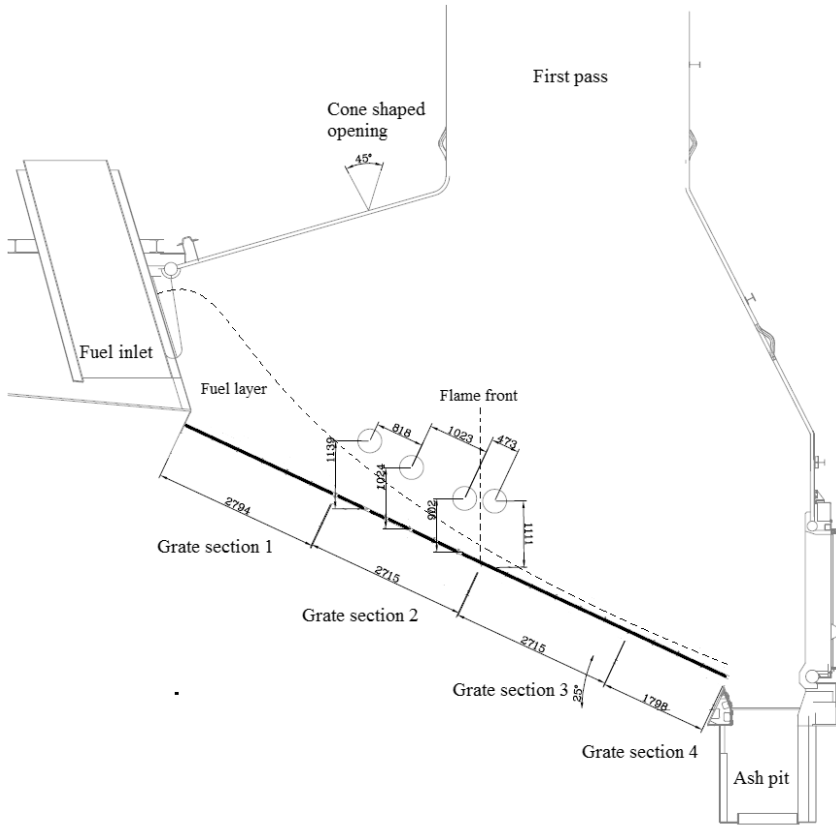 First pass
Cone shaped
opening
45°
Fuel inlet
Fuel layer
Flame front
818
1023
473
1139
1024
902
1111
2794
Grate section 1
2715
Grate section 2
2715
Grate section 3
25°
1798
Grate section 4
Ash pit